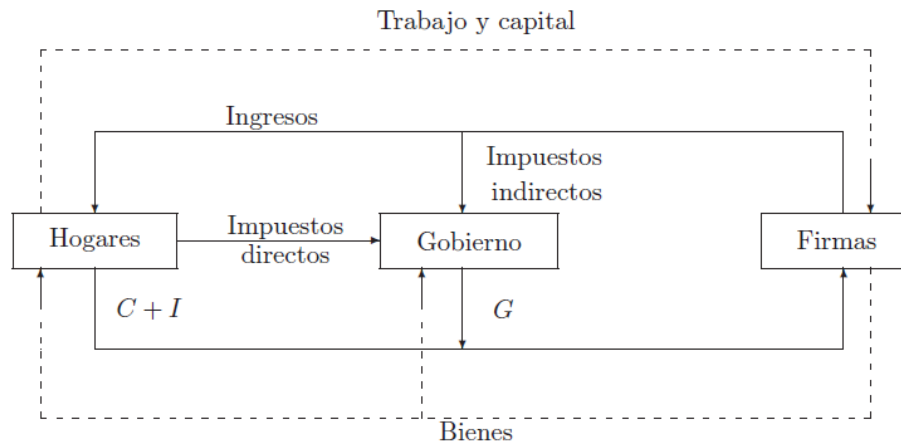 Trabajo y capital
Ingresos
Impuestos
indirectos
Hogares
Impuestos
directos
Gobierno
Firmas
C + I
G
Bienes